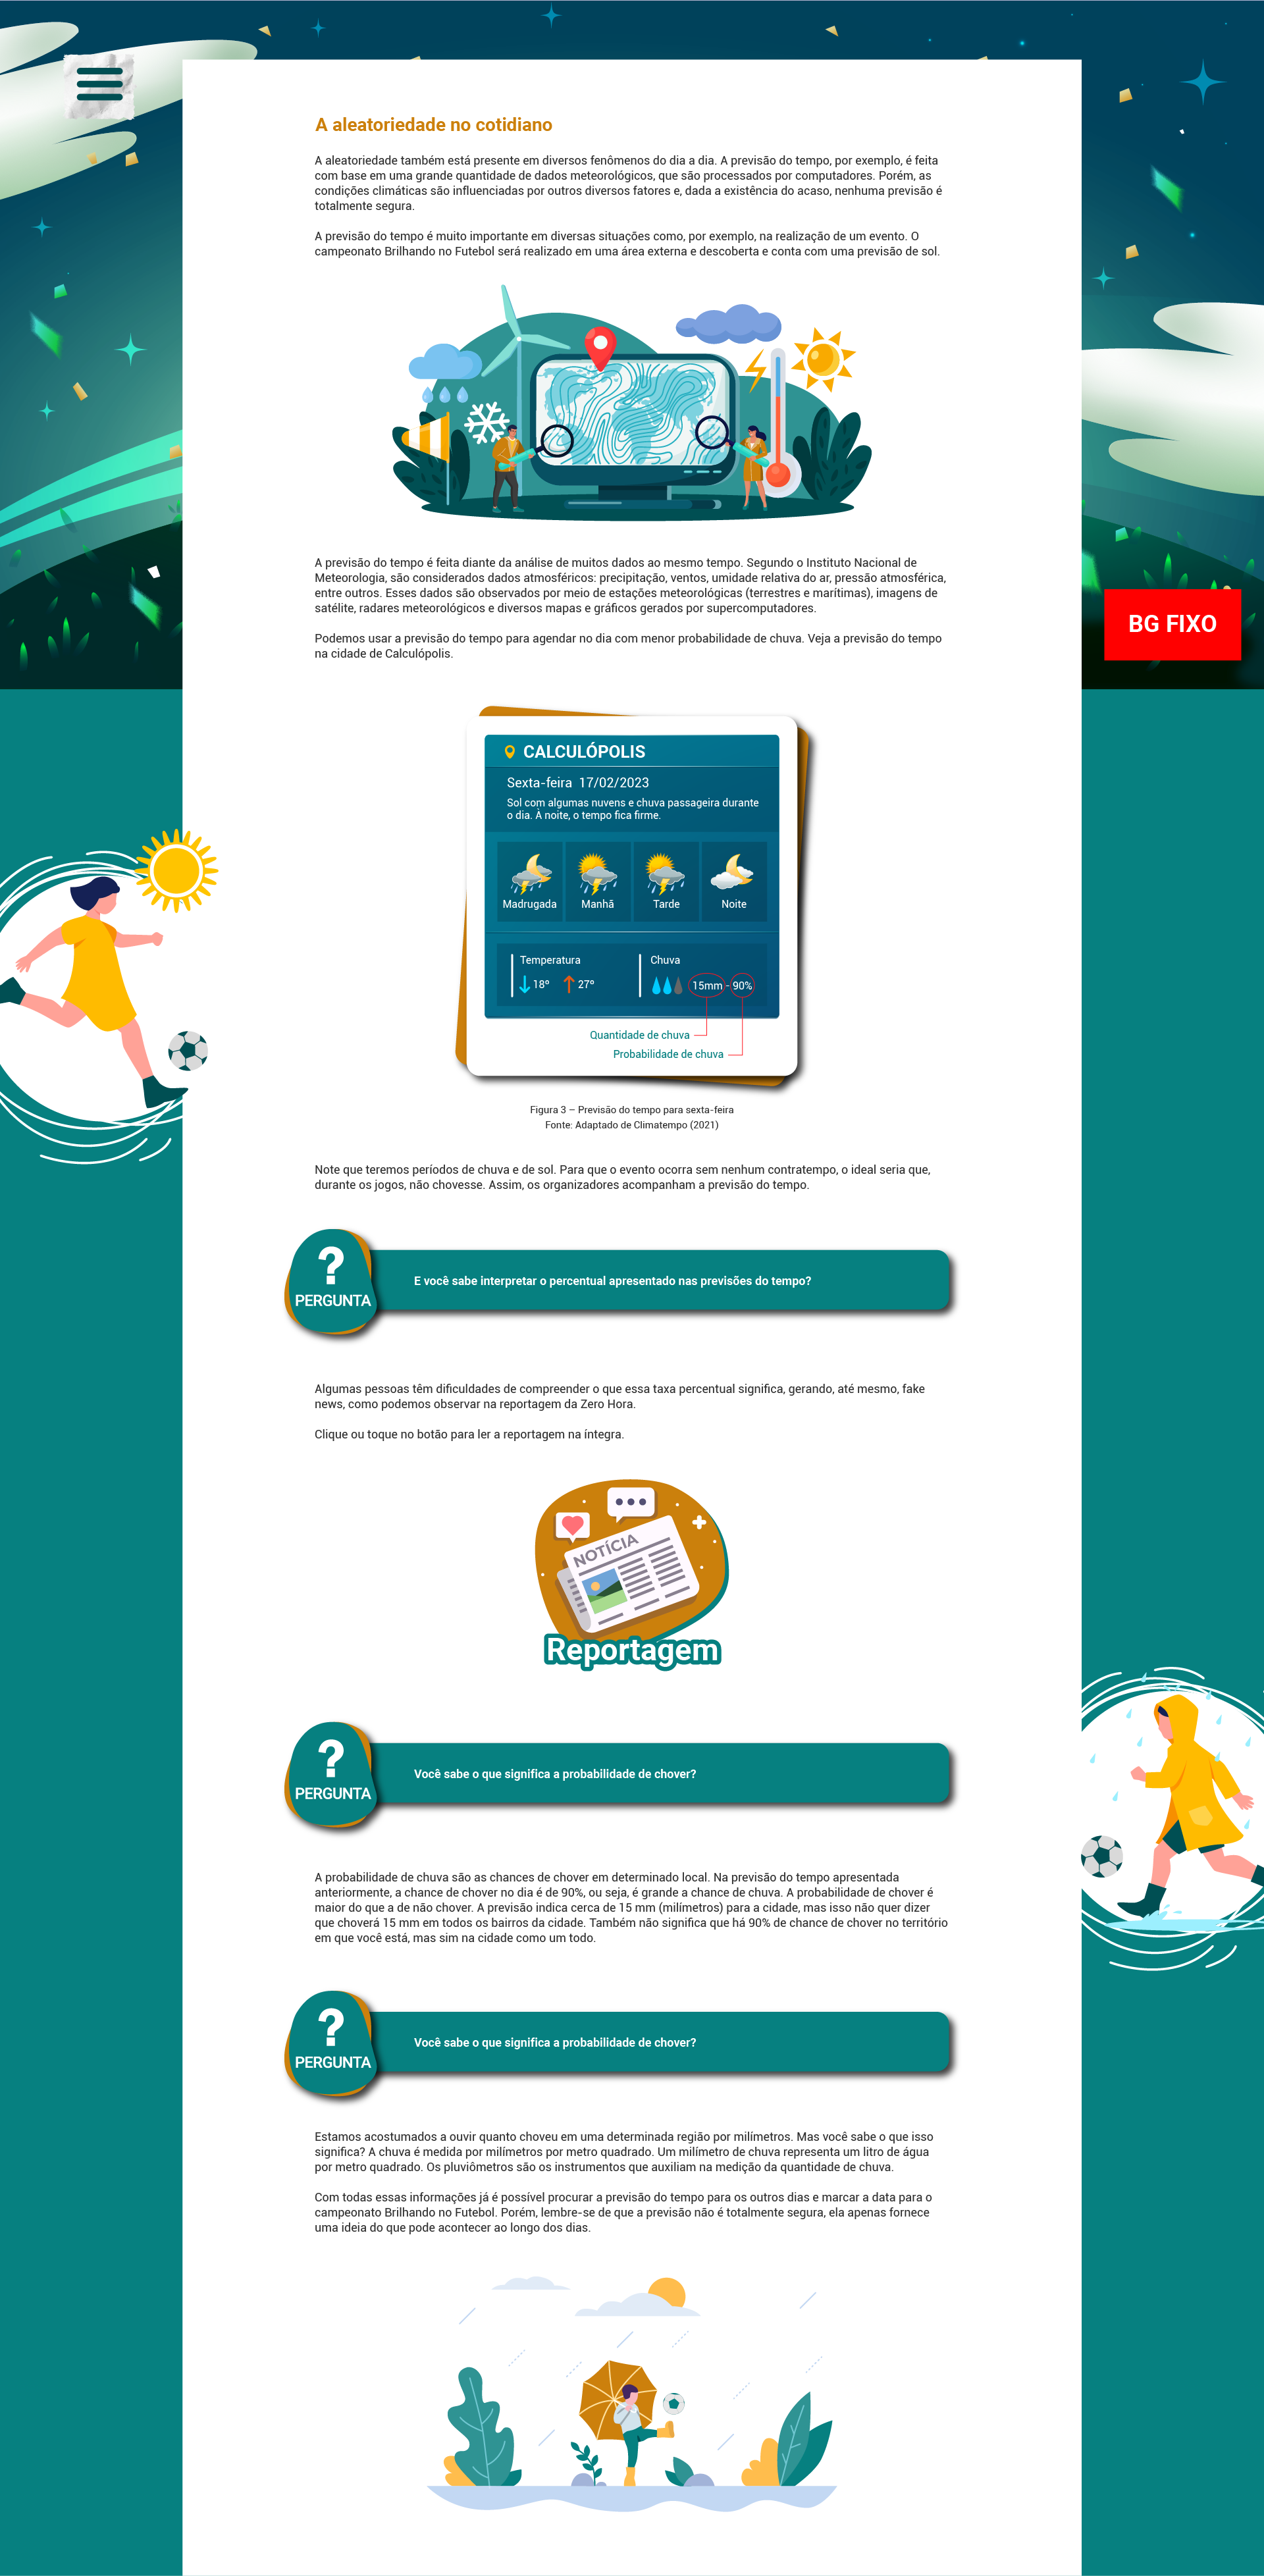 A aleatoriedade no cotidiano
A aleatoriedade também está presente em diversos fenômenos do dia a dia. A previsão do tempo, por exemplo, é feita
com base em uma grande quantidade de dados meteorológicos, que são processados por computadores. Porém, as
condições climáticas são influenciadas por outros diversos fatores e, dada a existência do acaso, nenhuma previsão é
totalmente segura.
A previsão do tempo é muito importante em diversas situações como, por exemplo, na realização de um evento. O
campeonato Brilhando no Futebol será realizado em uma área externa e descoberta e conta com uma previsão de sol.
A previsão do tempo é feita diante da análise de muitos dados ao mesmo tempo. Segundo o Instituto Nacional de
Meteorologia, são considerados dados atmosféricos: precipitação, ventos, umidade relativa do ar, pressão atmosférica,
entre outros. Esses dados são observados por meio de estações meteorológicas (terrestres e marítimas), imagens de
satélite, radares meteorológicos e diversos mapas e gráficos gerados por supercomputadores.
BG FIXO
Podemos usar a previsão do tempo para agendar no dia com menor probabilidade de chuva. Veja a previsão do tempo
na cidade de Calculópolis.
CALCULÓPOLIS
Sexta-feira 17/02/2023
Sol com algumas nuvens e chuva passageira durante
o dia. À noite, o tempo fica firme.
Madrugada Manhã Tarde Noite
Temperatura Chuva
18º 27º 15mm - 90%
Quantidade de chuva
Probabilidade de chuva
Figura 3 – Previsão do tempo para sexta-feira
Fonte: Adaptado de Climatempo (2021)
Note que teremos períodos de chuva e de sol. Para que o evento ocorra sem nenhum contratempo, o ideal seria que,
durante os jogos, não chovesse. Assim, os organizadores acompanham a previsão do tempo.
?
PERGUNTA
E você sabe interpretar o percentual apresentado nas previsões do tempo?
Algumas pessoas têm dificuldades de compreender o que essa taxa percentual significa, gerando, até mesmo, fake
news, como podemos observar na reportagem da Zero Hora.
Clique ou toque no botão para ler a reportagem na íntegra.
NOTÍCIA
Reportagem
?
PERGUNTA
Você sabe o que significa a probabilidade de chover?
A probabilidade de chuva são as chances de chover em determinado local. Na previsão do tempo apresentada
anteriormente, a chance de chover no dia é de 90%, ou seja, é grande a chance de chuva. A probabilidade de chover é
maior do que a de não chover. A previsão indica cerca de 15 mm (milímetros) para a cidade, mas isso não quer dizer
que choverá 15 mm em todos os bairros da cidade. Também não significa que há 90% de chance de chover no território
em que você está, mas sim na cidade como um todo.
?
PERGUNTA
Você sabe o que significa a probabilidade de chover?
Estamos acostumados a ouvir quanto choveu em uma determinada região por milímetros. Mas você sabe o que isso
significa? A chuva é medida por milímetros por metro quadrado. Um milímetro de chuva representa um litro de água
por metro quadrado. Os pluviômetros são os instrumentos que auxiliam na medição da quantidade de chuva.
Com todas essas informações já é possível procurar a previsão do tempo para os outros dias e marcar a data para o
campeonato Brilhando no Futebol. Porém, lembre-se de que a previsão não é totalmente segura, ela apenas fornece
uma ideia do que pode acontecer ao longo dos dias.